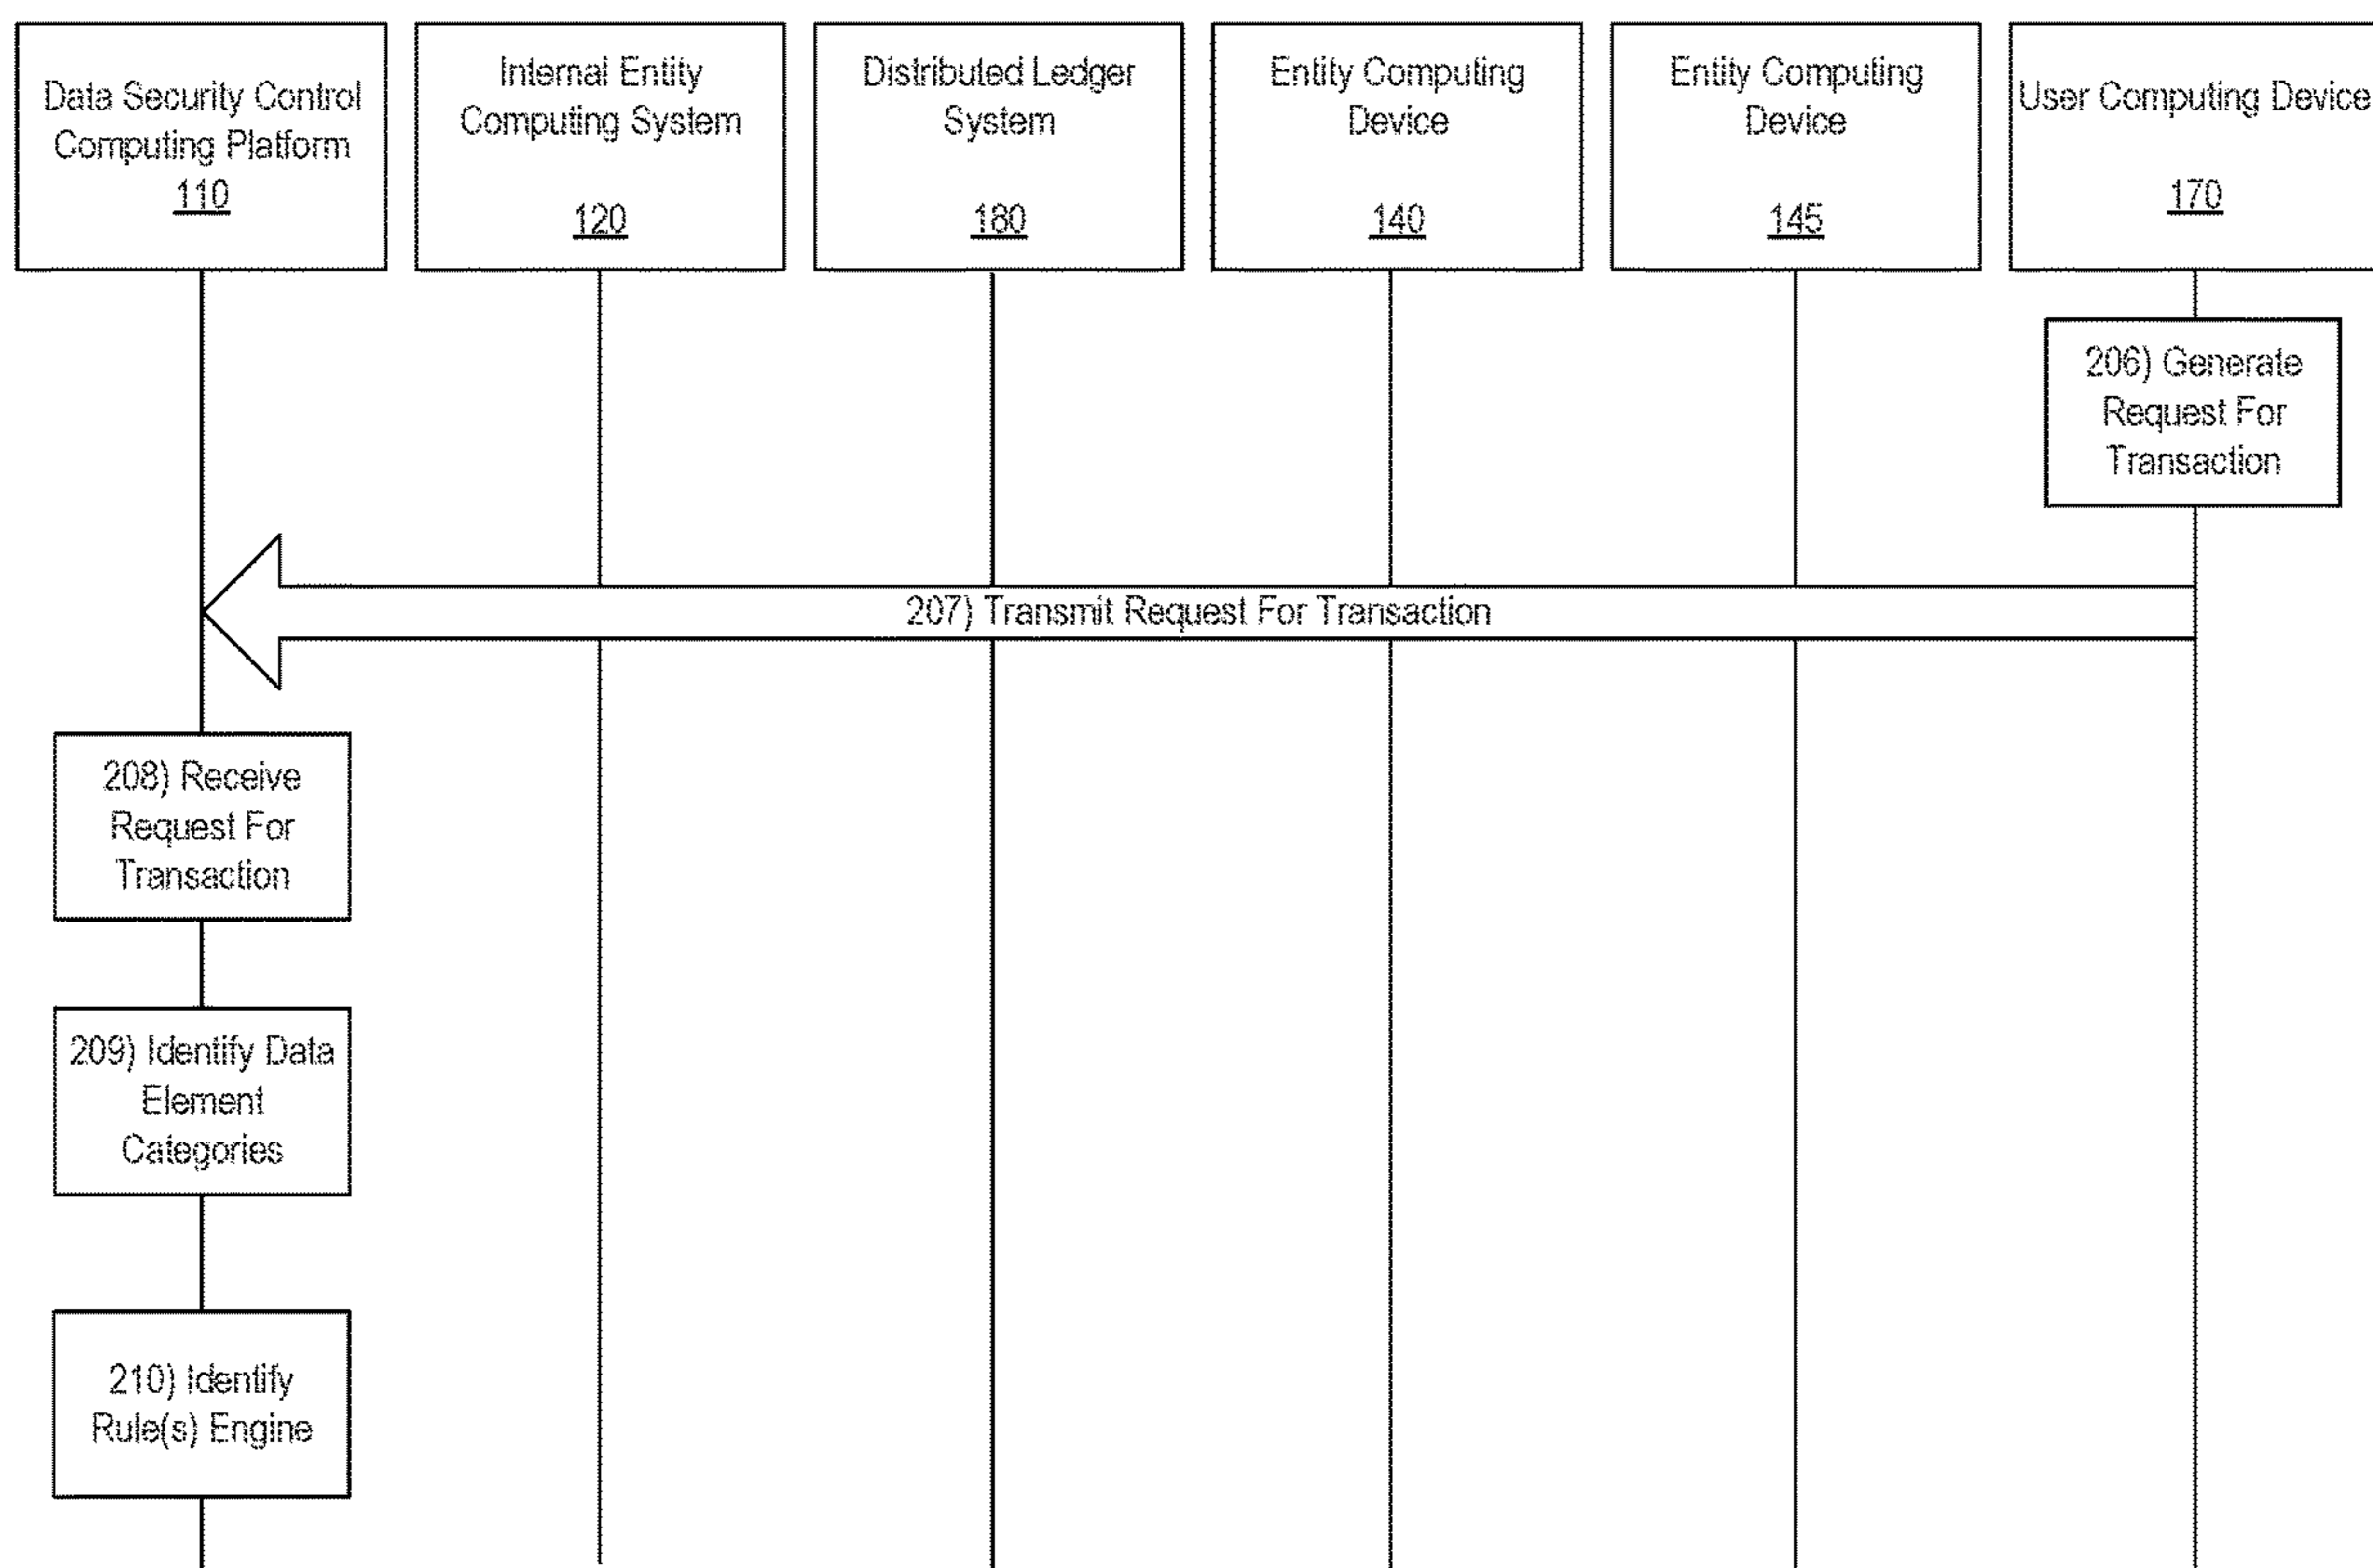 Data Security Control
Computing Platform
110
Internal Entity
Computing System
120
Distributed Ledger
System
180
Entity Computing
Device
140
Entity Computing
Device
145
User Computing Device
170
206) Generate
Request For
Transaction
207) Transmit Request For Transaction
208) Receive
Request For
Transaction
209) Identify Data
Element
Categories
210) Identify
Rule(s) Engine